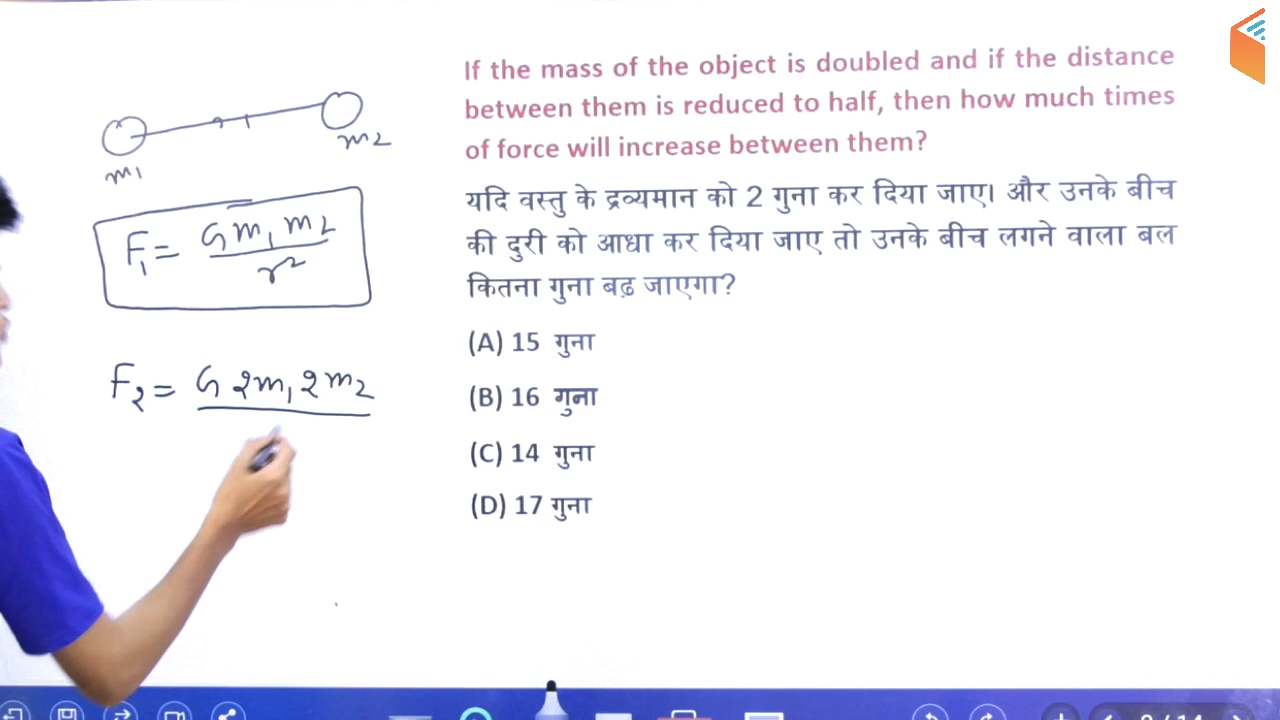 If the mass of the object is doubled and if the distance
between them is reduced to half, then how much times
of force will increase between them?
यदि वस्तु के द्रव्यमान को 2 गुना कर दिया जाए। और उनके बीच
की दुरी को आधा कर दिया जाए तो उनके बीच लगने वाला बल
कितना गुना बढ़ जाएगा?
(A) 15 गुना
(B) 16 गुना
(C) 14 गुना
(D) 17 गुना
m1
m2
F₁ = Gm₁m₂
r²
F₂ = G 2m₁ 2m₂